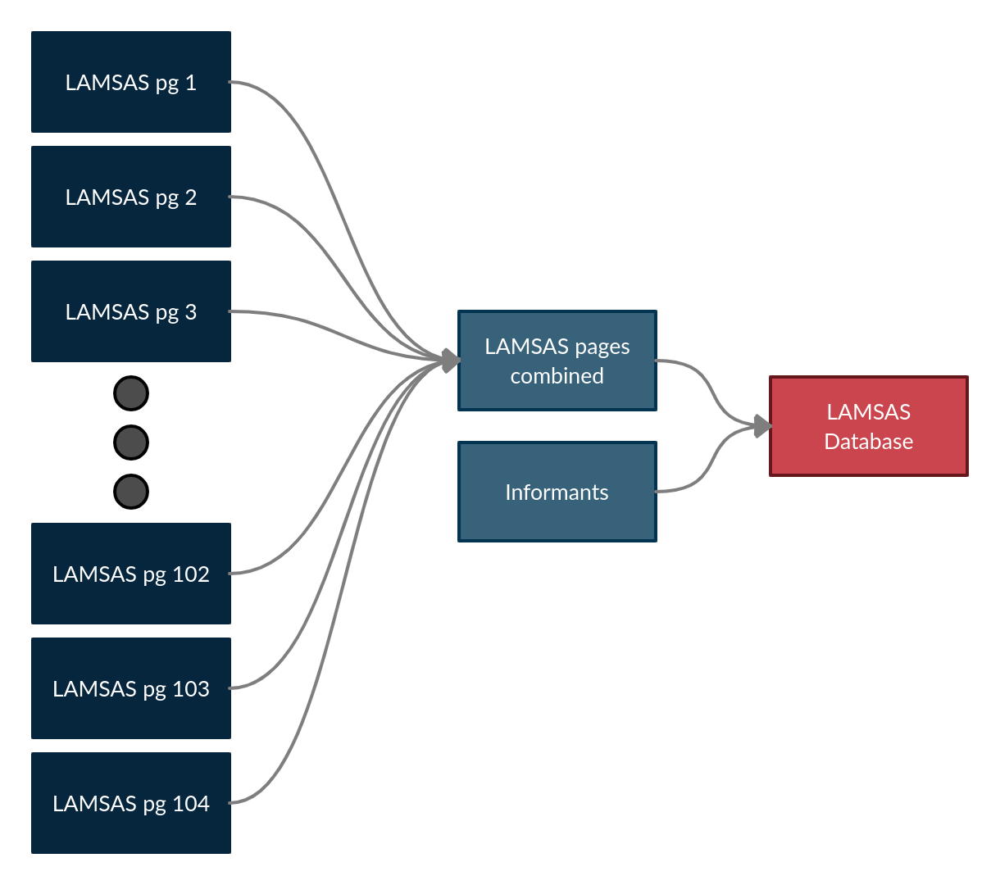 LAMSAS pg 1
LAMSAS pg 2
LAMSAS pg 3
LAMSAS pg 102
LAMSAS pg 103
LAMSAS pg 104
LAMSAS pages
combined
Informants
LAMSAS
Database